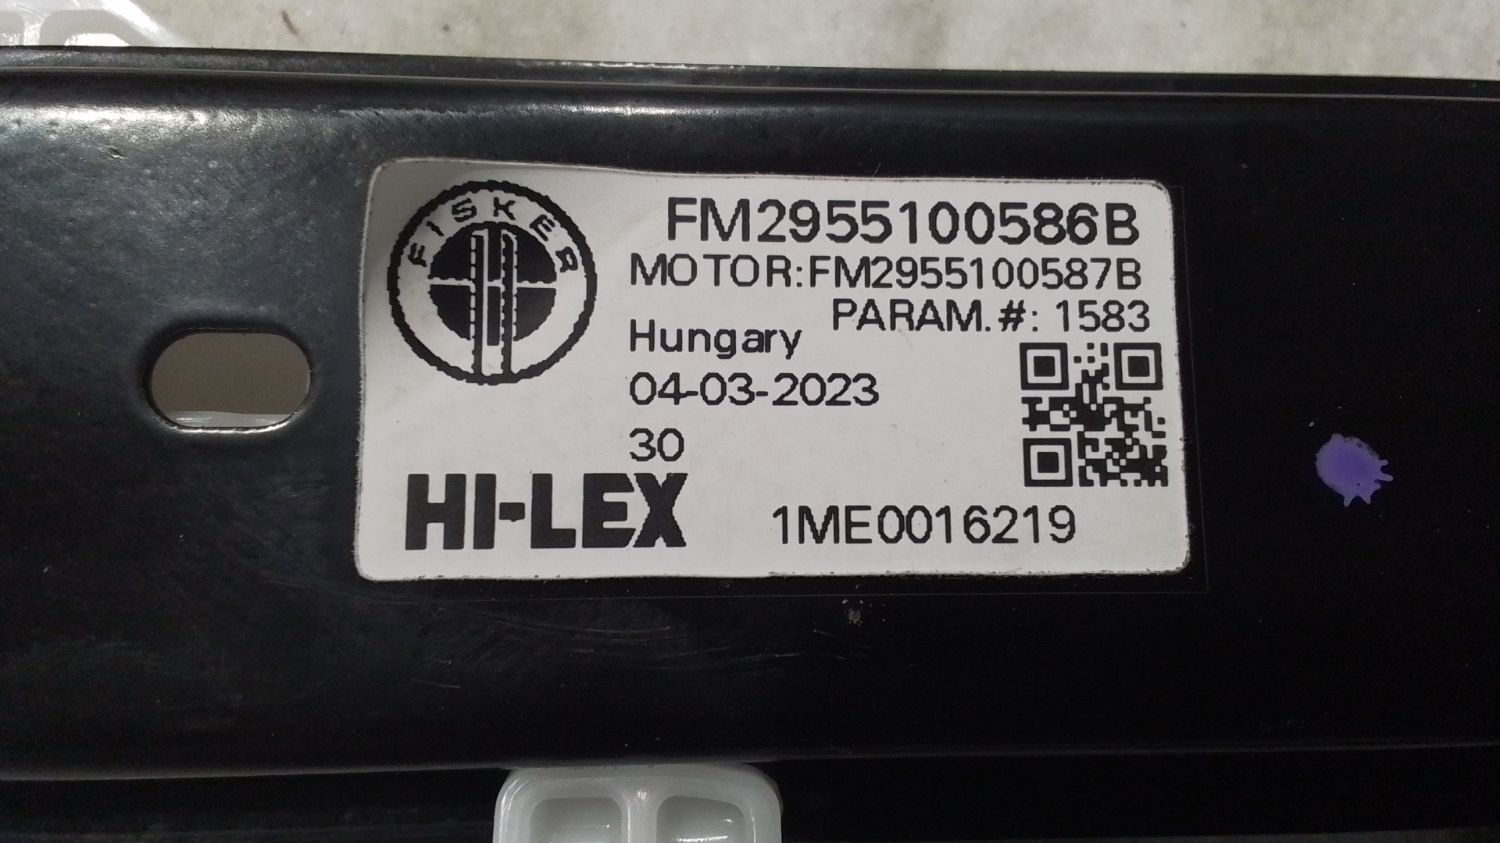 FISKER
FM2955100586B
MOTOR:FM2955100587B
PARAM.#: 1583
Hungary
04-03-2023
30
HI-LEX
1ME0016219